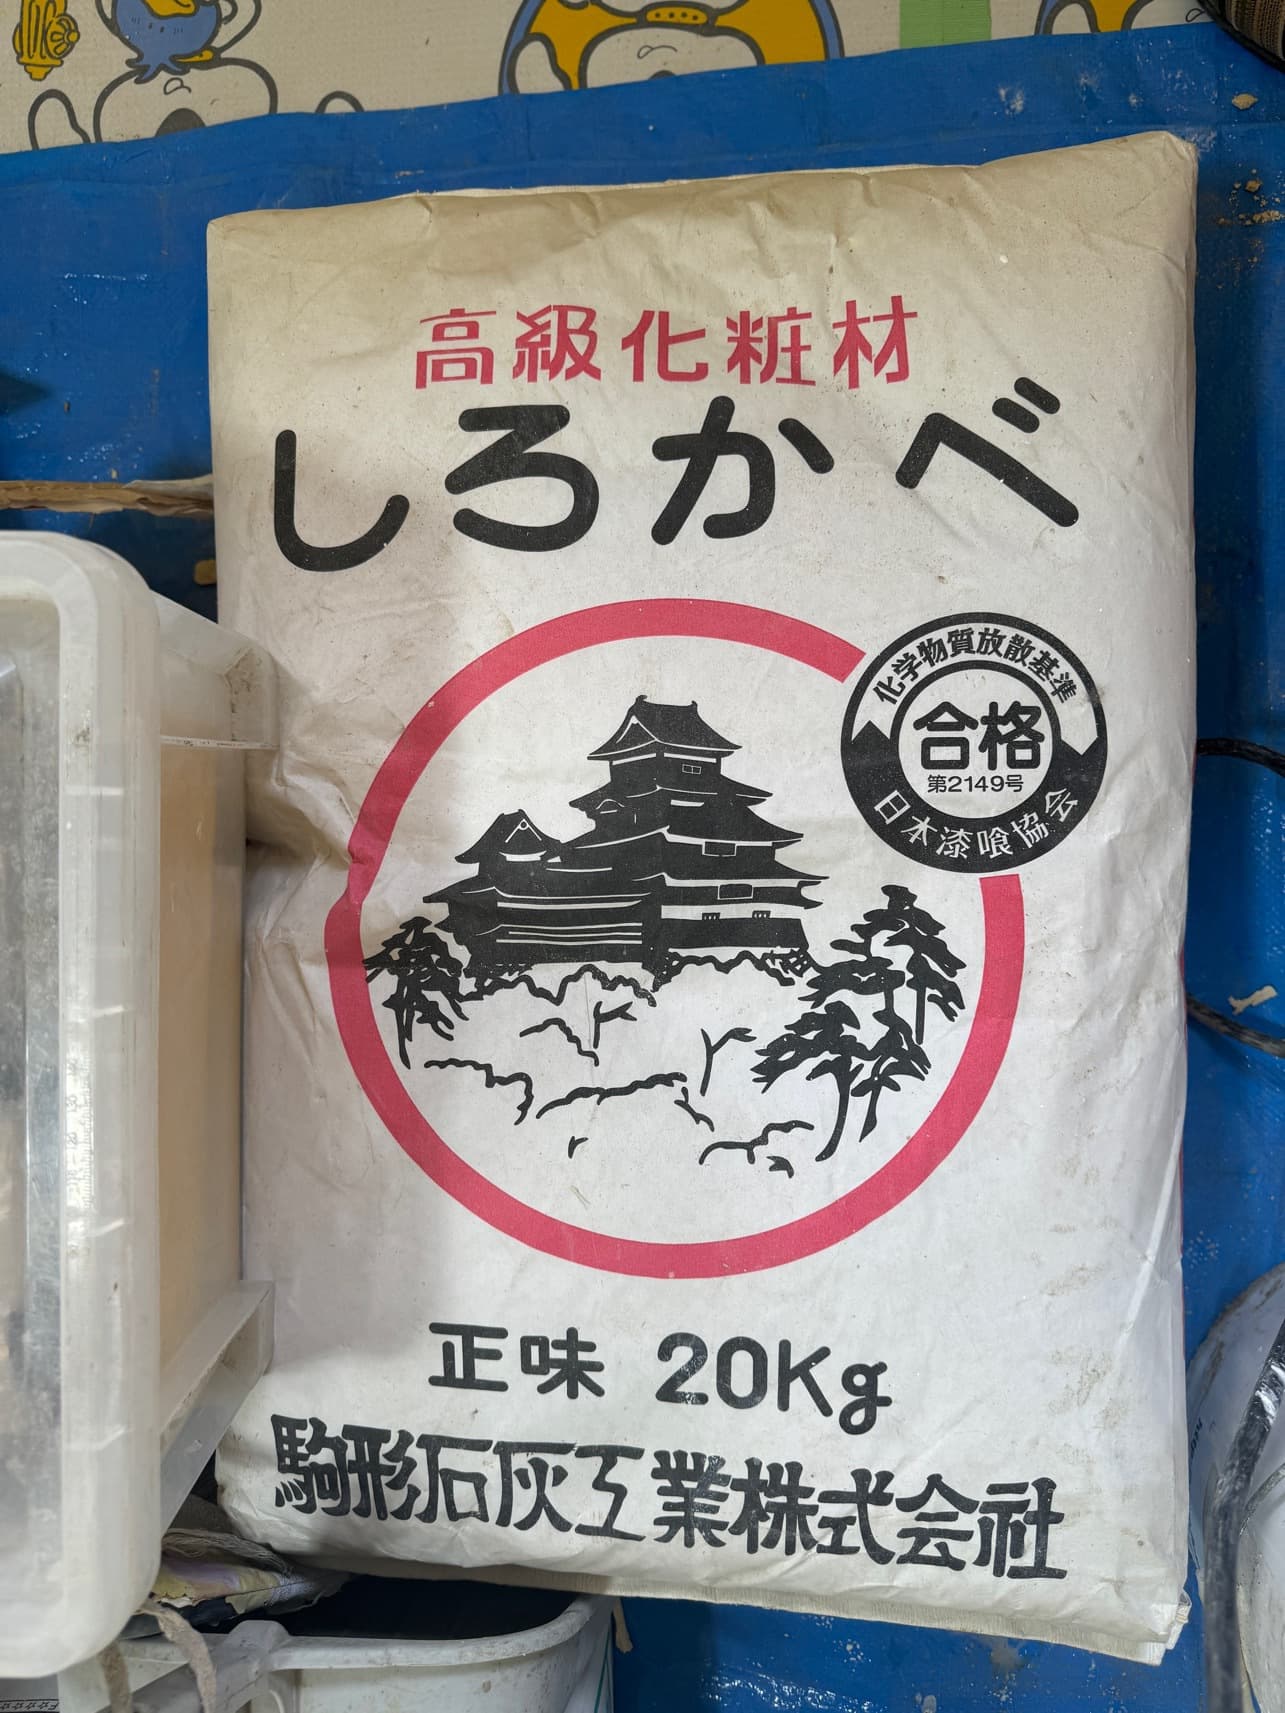 高級化粧材
しろかべ
化学物質放散基準
合格
第2149号
日本漆喰協会
正味 20Kg
駒形石灰工業株式会社